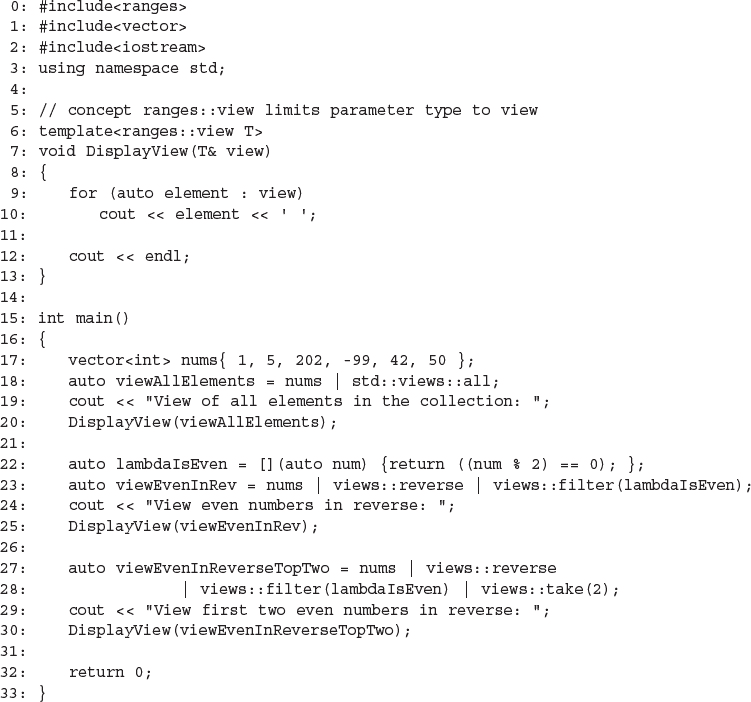 0: #include<ranges>
1: #include<vector>
2: #include<iostream>
3: using namespace std;
4:
5: // concept ranges::view limits parameter type to view
6: template<ranges::view T>
7: void DisplayView(T& view)
8: {
9:    for (auto element : view)
10:       cout << element << ' ';
11:
12:    cout << endl;
13: }
14:
15: int main()
16: {
17:    vector<int> nums{ 1, 5, 202, -99, 42, 50 };
18:    auto viewAllElements = nums | std::views::all;
19:    cout << "View of all elements in the collection: ";
20:    DisplayView(viewAllElements);
21:
22:    auto lambdaIsEven = [](auto num) {return ((num % 2) == 0); };
23:    auto viewEvenInRev = nums | views::reverse | views::filter(lambdaIsEven);
24:    cout << "View even numbers in reverse: ";
25:    DisplayView(viewEvenInRev);
26:
27:    auto viewEvenInReverseTopTwo = nums | views::reverse
28:               | views::filter(lambdaIsEven) | views::take(2);
29:    cout << "View first two even numbers in reverse: ";
30:    DisplayView(viewEvenInReverseTopTwo);
31:
32:    return 0;
33: }